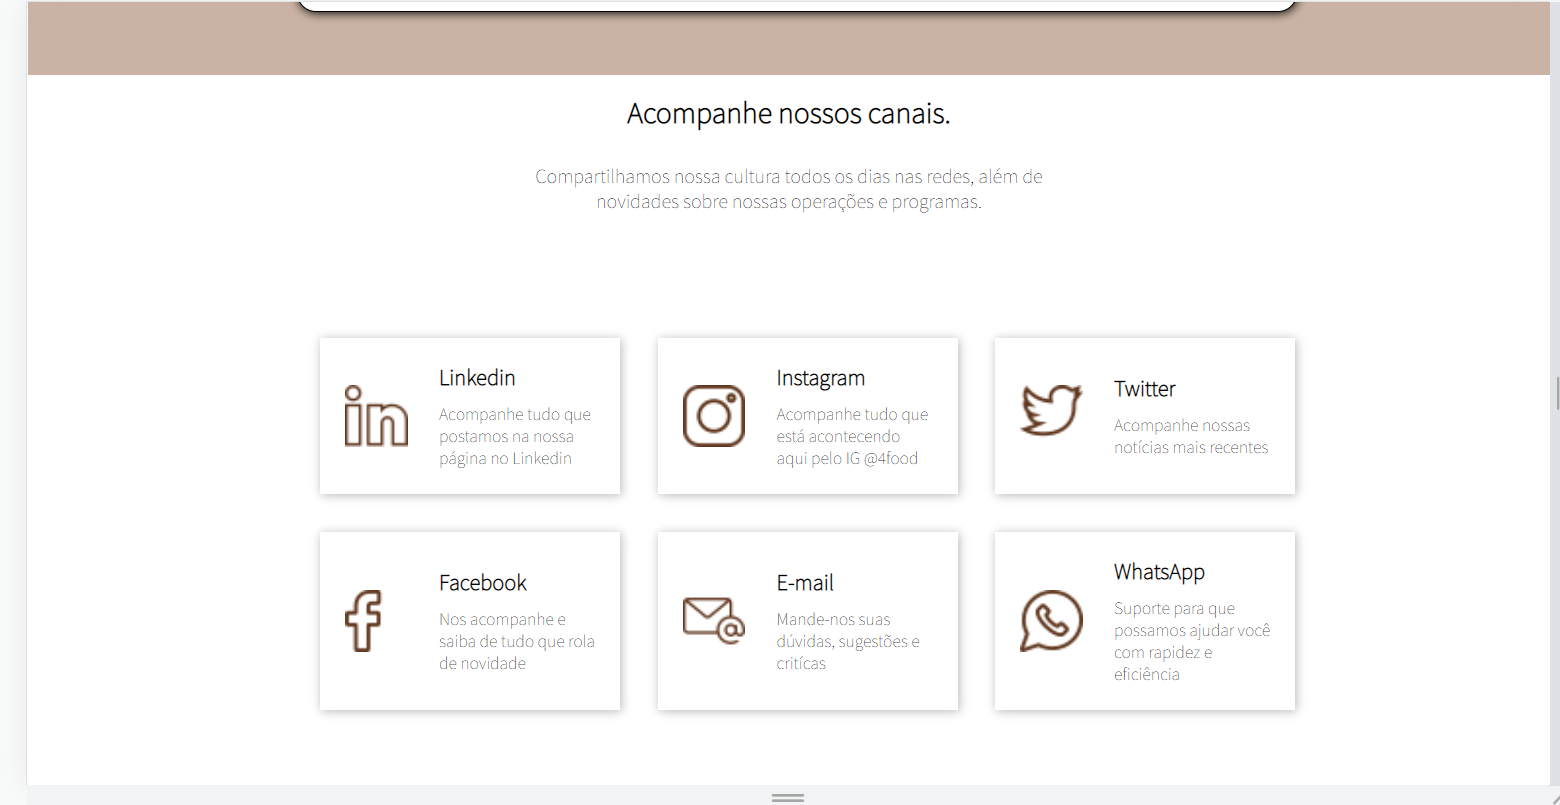 Acompanhe nossos canais.
Compartilhamos nossa cultura todos os dias nas redes, além de
novidades sobre nossas operações e programas.
Linkedin
Acompanhe tudo que
postamos na nossa
página no Linkedin
Instagram
Acompanhe tudo que
está acontecendo
aqui pelo IG @4food
Twitter
Acompanhe nossas
notícias mais recentes
Facebook
Nos acompanhe e
saiba de tudo que rola
de novidade
E-mail
Mande-nos suas
dúvidas, sugestões e
critícas
WhatsApp
Suporte para que
possamos ajudar você
com rapidez e
eficiência